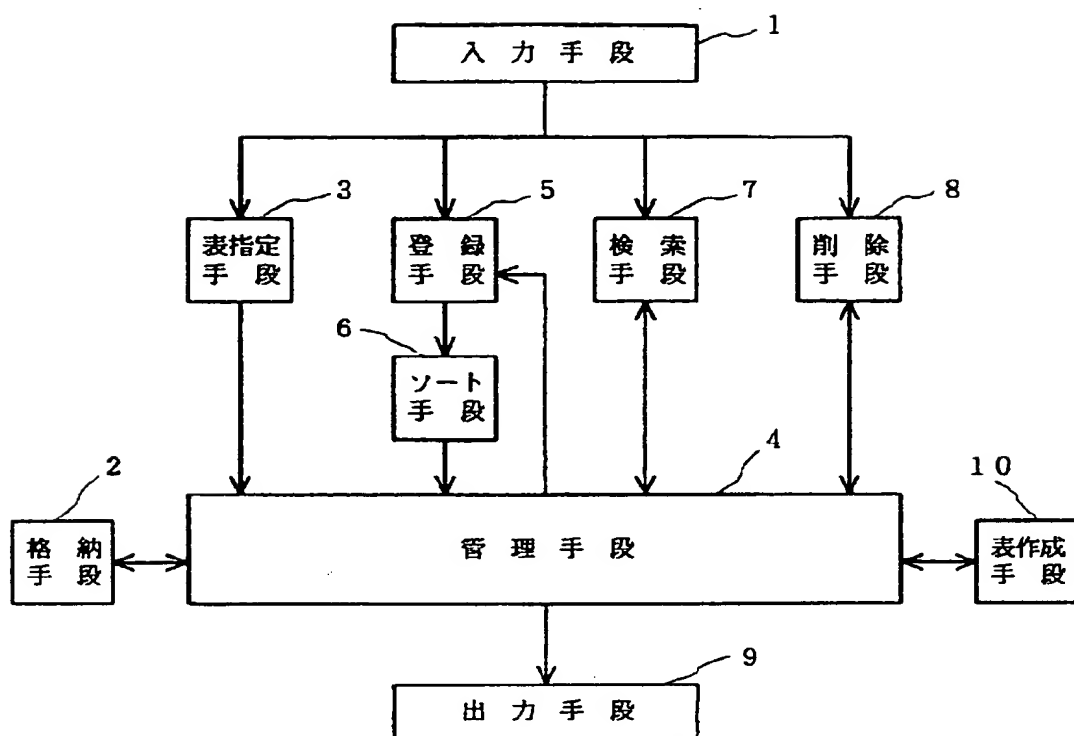 1
入力手段
3
5
7
8
表指定
手段
登録
手段
検索
手段
削除
手段
6
ソート
手段
2
4
10
格納
手段
管理手段
表作成
手段
9
出力手段